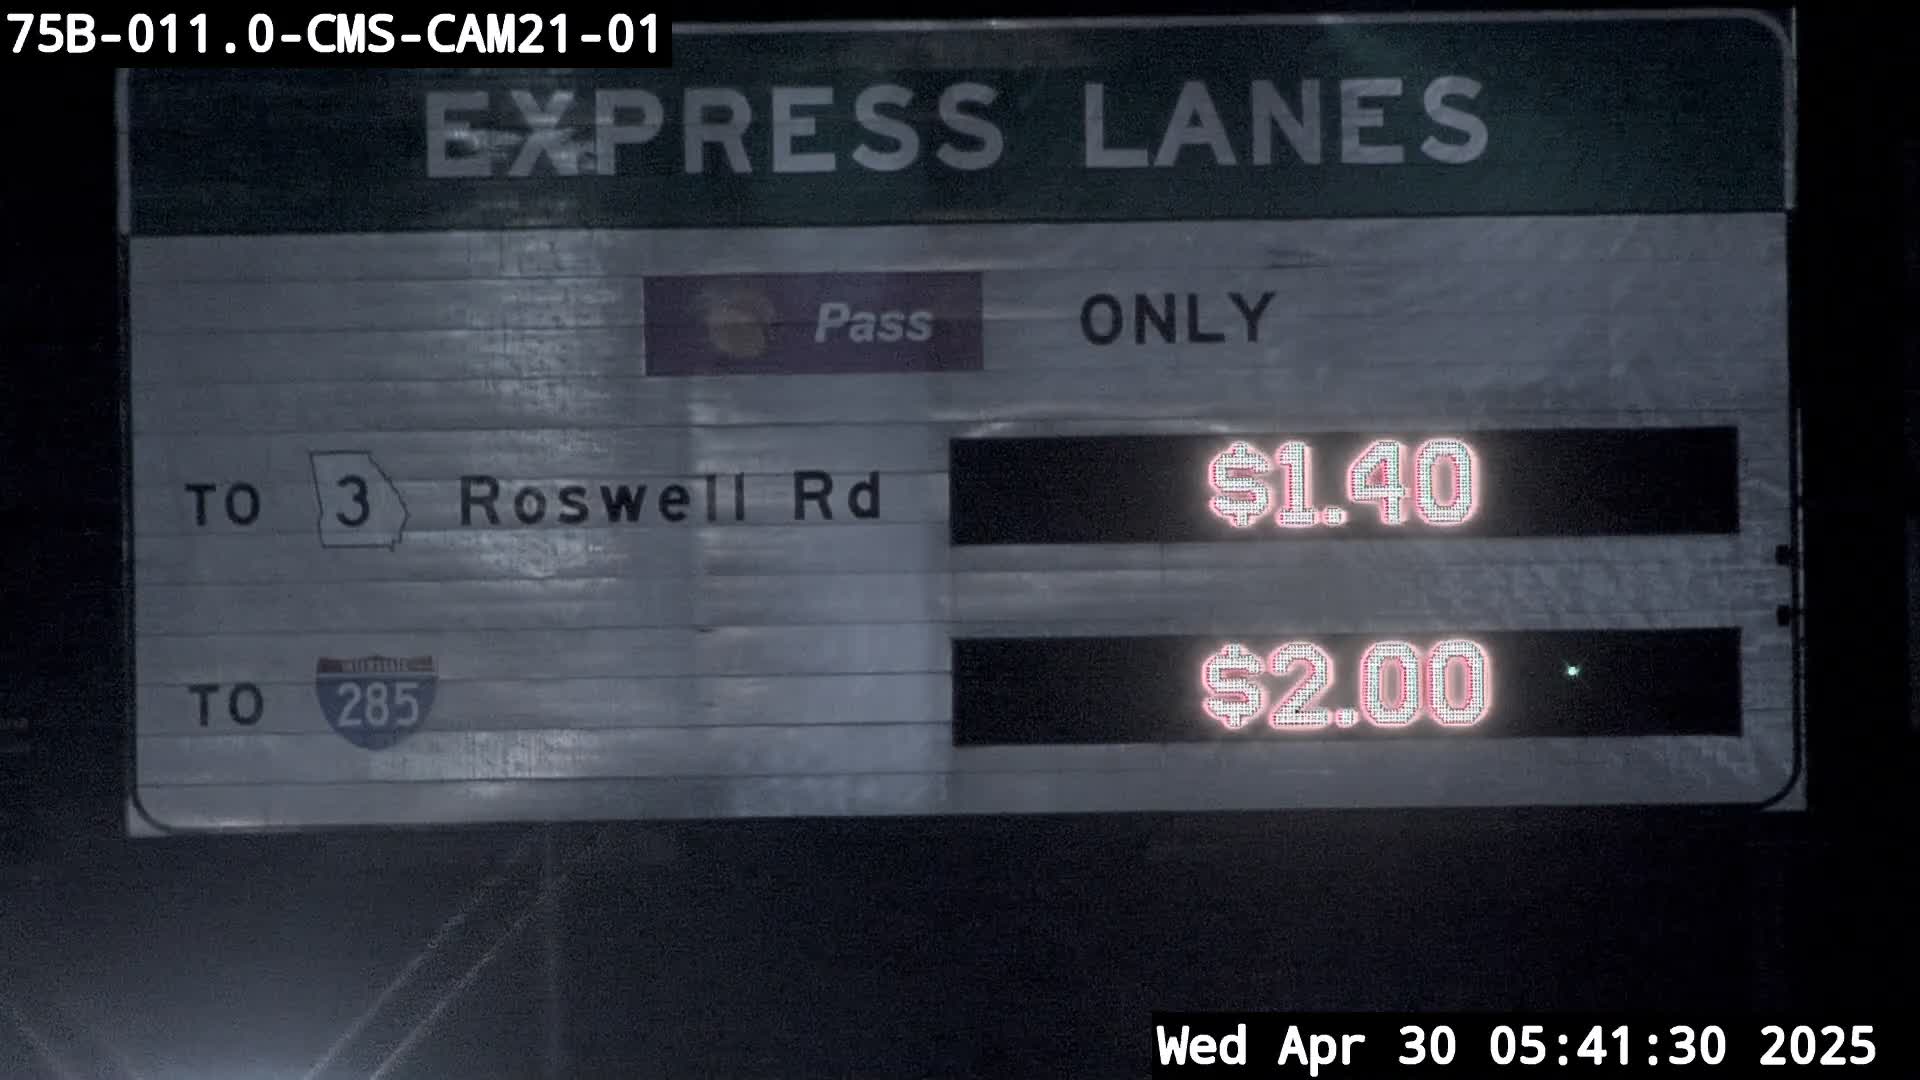 75B-011.0-CMS-CAM21-01
EXPRESS LANES
Pass ONLY
TO 3 Roswell Rd $1.40
TO 285 $2.00
Wed Apr 30 05:41:30 2025